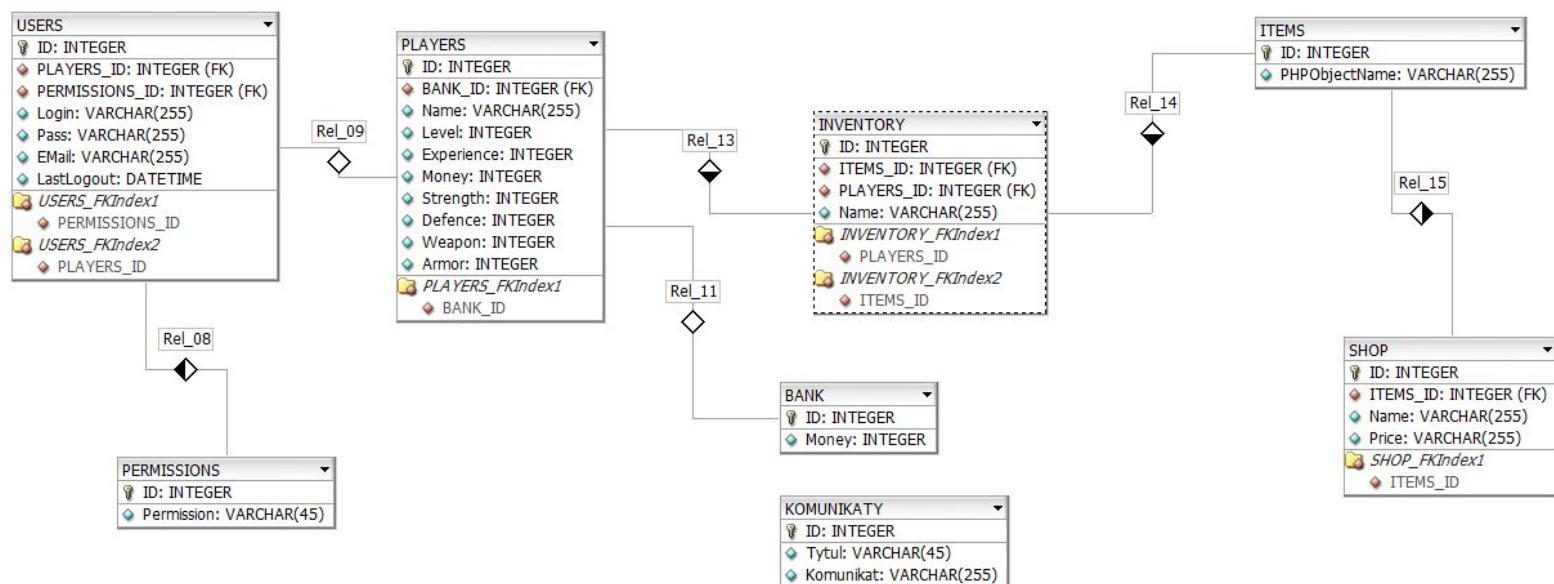 USERS
ID: INTEGER
PLAYERS_ID: INTEGER (FK)
PERMISSIONS_ID: INTEGER (FK)
Login: VARCHAR(255)
Pass: VARCHAR(255)
EMail: VARCHAR(255)
LastLogout: DATETIME
USERS_FKIndex1
PERMISSIONS_ID
USERS_FKIndex2
PLAYERS_ID
Rel_09
PLAYERS
ID: INTEGER
BANK_ID: INTEGER (FK)
Name: VARCHAR(255)
Level: INTEGER
Experience: INTEGER
Money: INTEGER
Strength: INTEGER
Defence: INTEGER
Weapon: INTEGER
Armor: INTEGER
PLAYERS_FKIndex1
BANK_ID
Rel_13
INVENTORY
ID: INTEGER
ITEMS_ID: INTEGER (FK)
PLAYERS_ID: INTEGER (FK)
Name: VARCHAR(255)
INVENTORY_FKIndex1
PLAYERS_ID
INVENTORY_FKIndex2
ITEMS_ID
Rel_14
ITEMS
ID: INTEGER
PHPObjectName: VARCHAR(255)
Rel_15
Rel_11
Rel_08
SHOP
ID: INTEGER
ITEMS_ID: INTEGER (FK)
Name: VARCHAR(255)
Price: VARCHAR(255)
SHOP_FKIndex1
ITEMS_ID
BANK
ID: INTEGER
Money: INTEGER
PERMISSIONS
ID: INTEGER
Permission: VARCHAR(45)
KOMUNIKATY
ID: INTEGER
Tytul: VARCHAR(45)
Komunikat: VARCHAR(255)